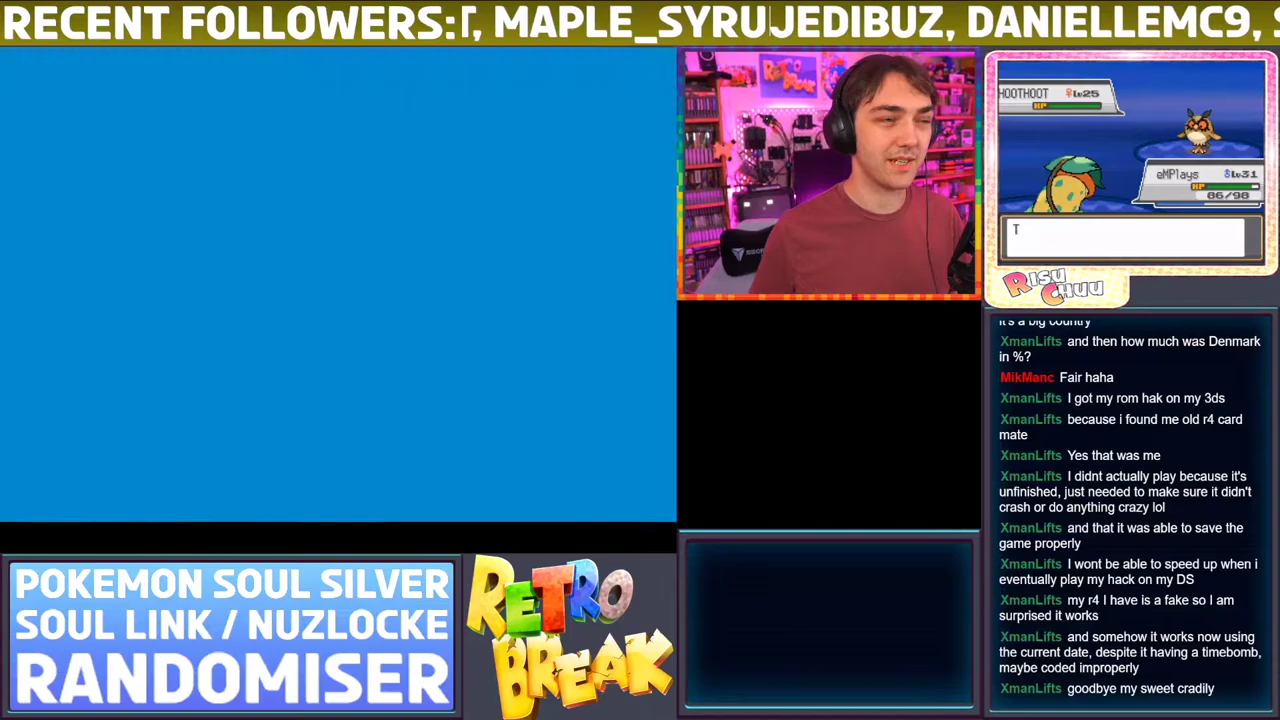 RECENT FOLLOWERS:T, MAPLE_SYRUJEDIBUZ, DANIELLEMC9, S
RETRO BREAK
HOOTHOOT ♀Lv25
HP
eMPlays ♂Lv31
HP
86/98
T
RISU
CHUU
it's a big country
XmanLifts and then how much was Denmark
in %?
MikManc Fair haha
XmanLifts I got my rom hak on my 3ds
XmanLifts because i found me old r4 card
mate
XmanLifts Yes that was me
XmanLifts I didnt actually play because it's
unfinished, just needed to make sure it didn't
crash or do anything crazy lol
XmanLifts and that it was able to save the
game properly
XmanLifts I wont be able to speed up when i
eventually play my hack on my DS
XmanLifts my r4 I have is a fake so I am
surprised it works
XmanLifts and somehow it works now using
the current date, despite it having a timebomb,
maybe coded improperly
XmanLifts goodbye my sweet cradily
POKEMON SOUL SILVER
SOUL LINK / NUZLOCKE
RANDOMISER
RETRO
BREAK